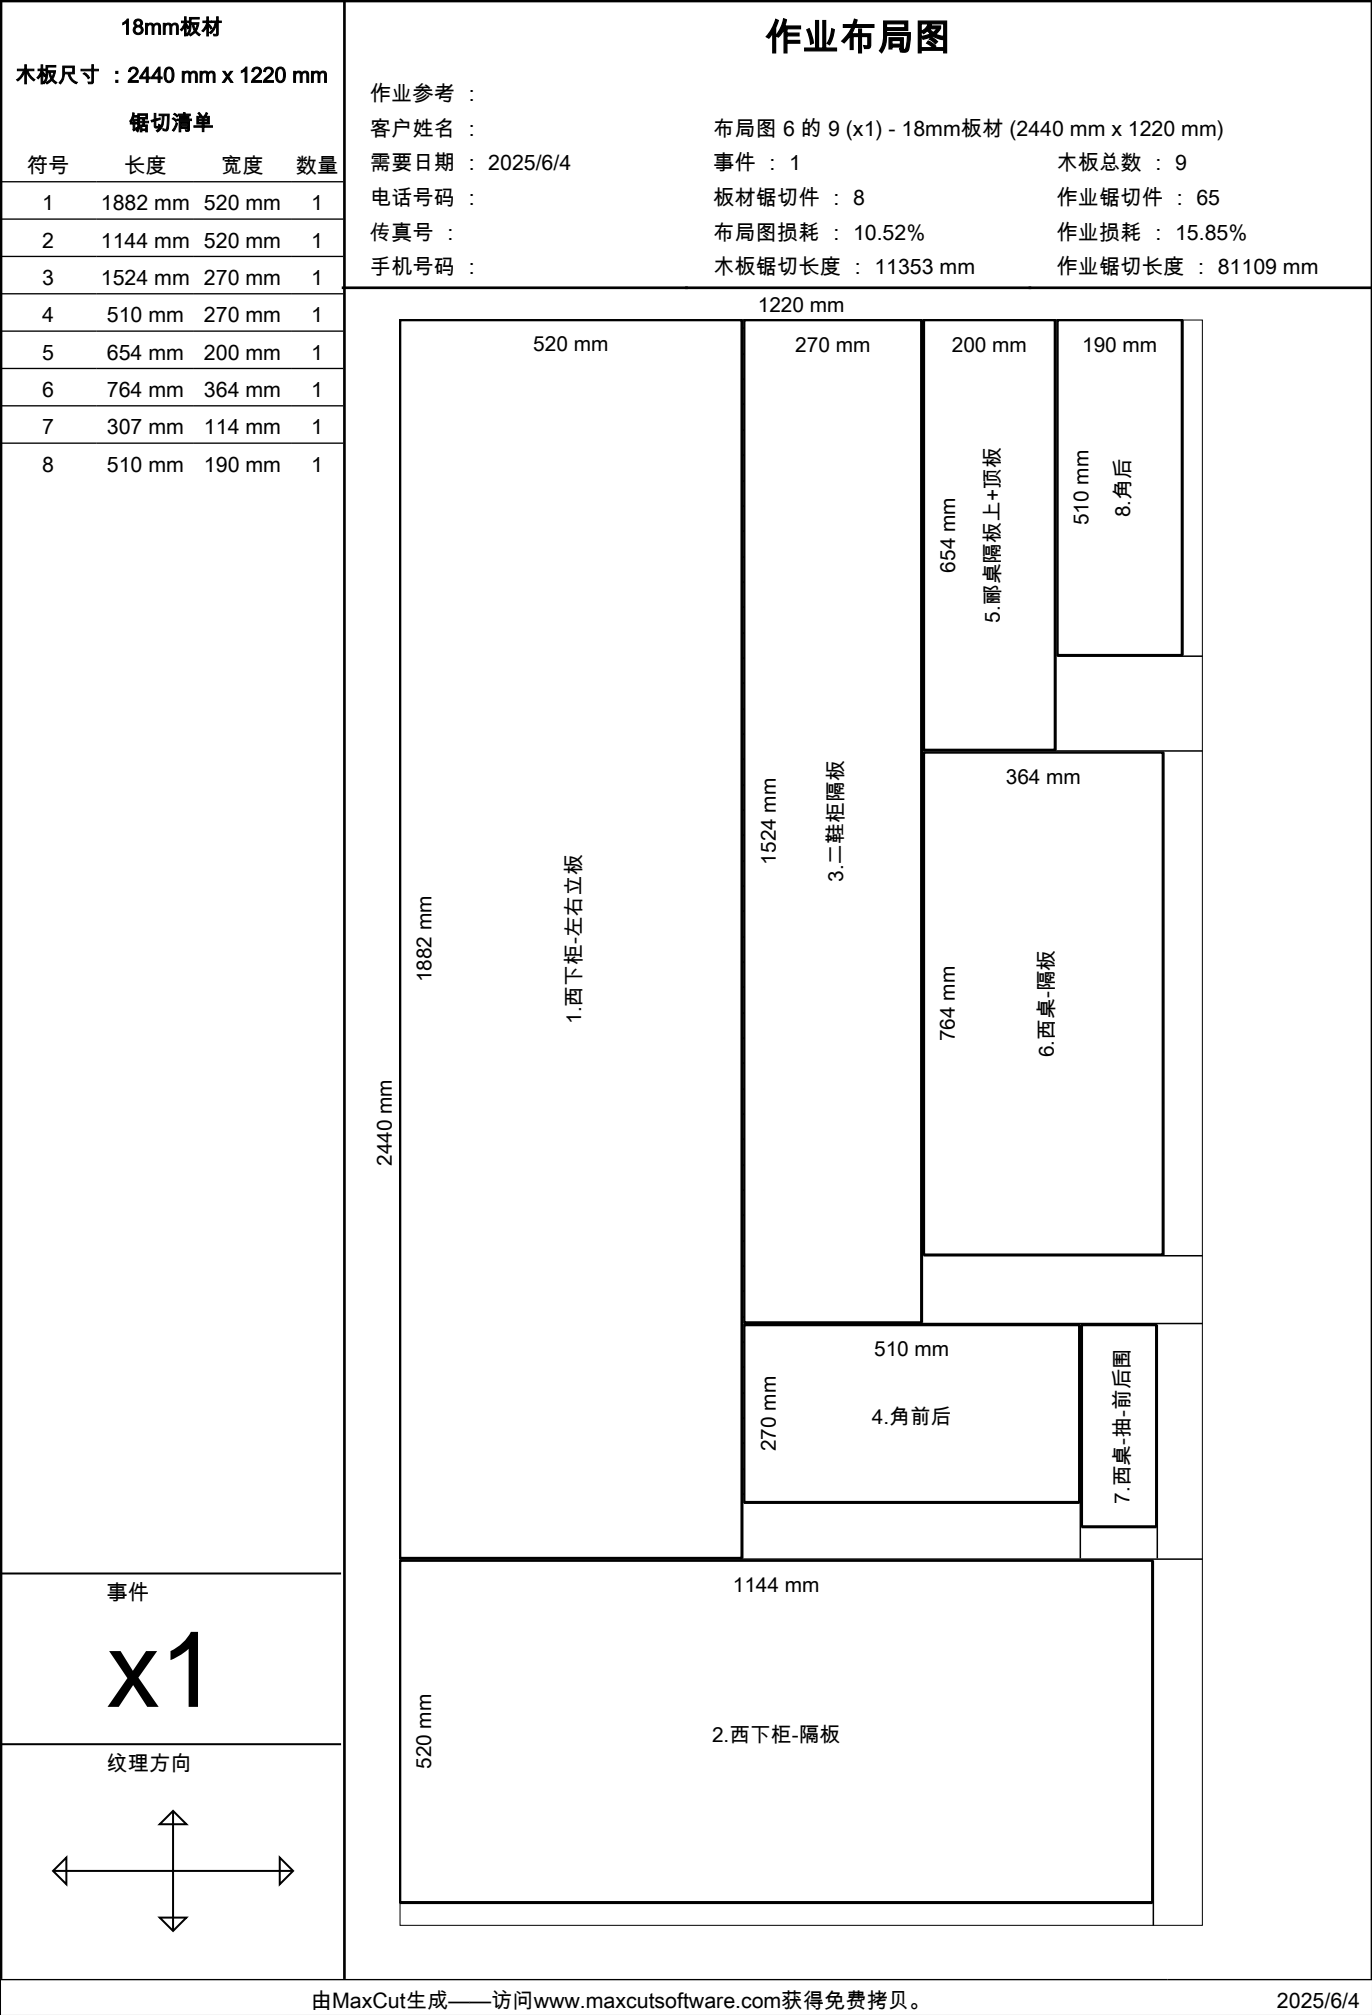 18mm板材
木板尺寸 : 2440 mm x 1220 mm
锯切清单
符号 长度 宽度 数量
1 1882 mm 520 mm 1
2 1144 mm 520 mm 1
3 1524 mm 270 mm 1
4 510 mm 270 mm 1
5 654 mm 200 mm 1
6 764 mm 364 mm 1
7 307 mm 114 mm 1
8 510 mm 190 mm 1
作业布局图
作业参考 :
客户姓名 : 布局图 6 的 9 (x1) - 18mm板材 (2440 mm x 1220 mm)
需要日期 : 2025/6/4 事件 : 1 木板总数 : 9
电话号码 : 板材锯切件 : 8 作业锯切件 : 65
传真号 : 布局图损耗 : 10.52% 作业损耗 : 15.85%
手机号码 : 木板锯切长度 : 11353 mm 作业锯切长度 : 81109 mm
1220 mm
520 mm 270 mm 200 mm 190 mm
510 mm
8.角后
654 mm
5.郦桌隔板上+顶板
364 mm
1524 mm
3.二鞋柜隔板
1882 mm
1.西下柜-左右立板
764 mm
6.西桌-隔板
2440 mm
510 mm
270 mm
4.角前后
7.西桌-抽-前后围
1144 mm
520 mm
2.西下柜-隔板
事件
x1
纹理方向
由MaxCut生成——访问www.maxcutsoftware.com获得免费拷贝。 2025/6/4